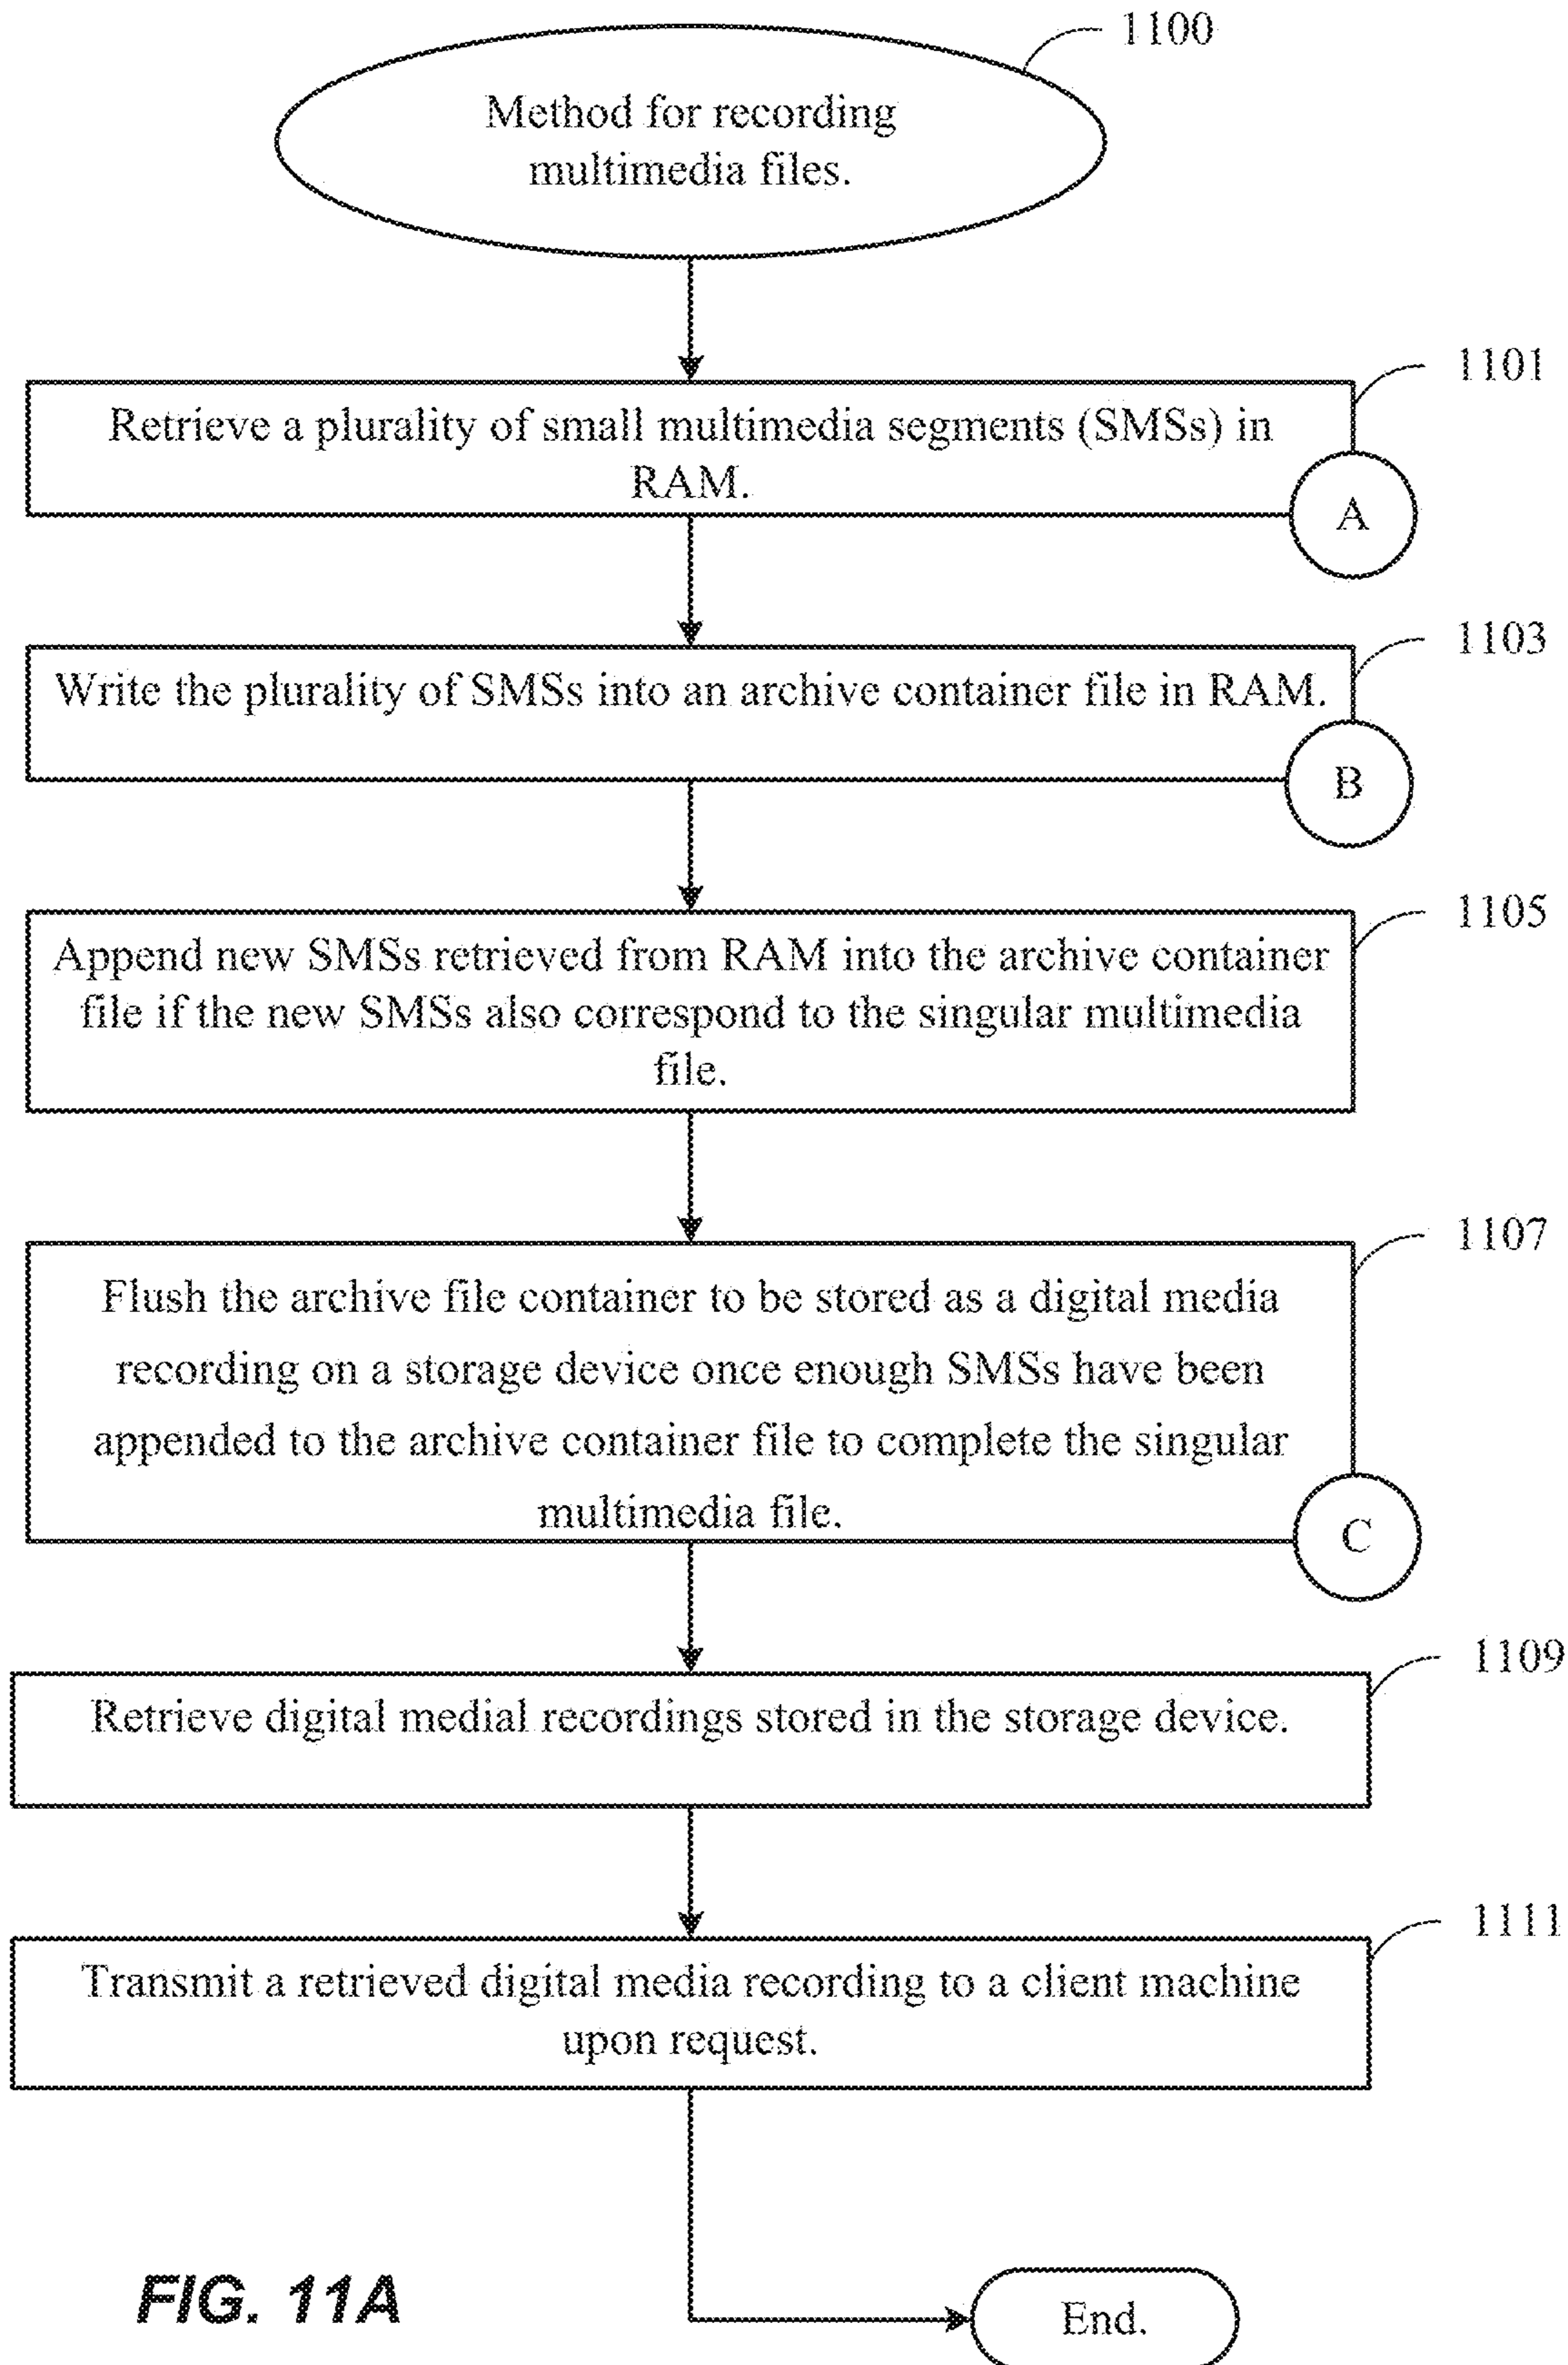 1100
Method for recording
multimedia files.
1101
Retrieve a plurality of small multimedia segments (SMSs) in
RAM.
A
1103
Write the plurality of SMSs into an archive container file in RAM.
B
1105
Append new SMSs retrieved from RAM into the archive container
file if the new SMSs also correspond to the singular multimedia
file.
1107
Flush the archive file container to be stored as a digital media
recording on a storage device once enough SMSs have been
appended to the archive container file to complete the singular
multimedia file.
C
1109
Retrieve digital medial recordings stored in the storage device.
1111
Transmit a retrieved digital media recording to a client machine
upon request.
FIG. 11A
End.